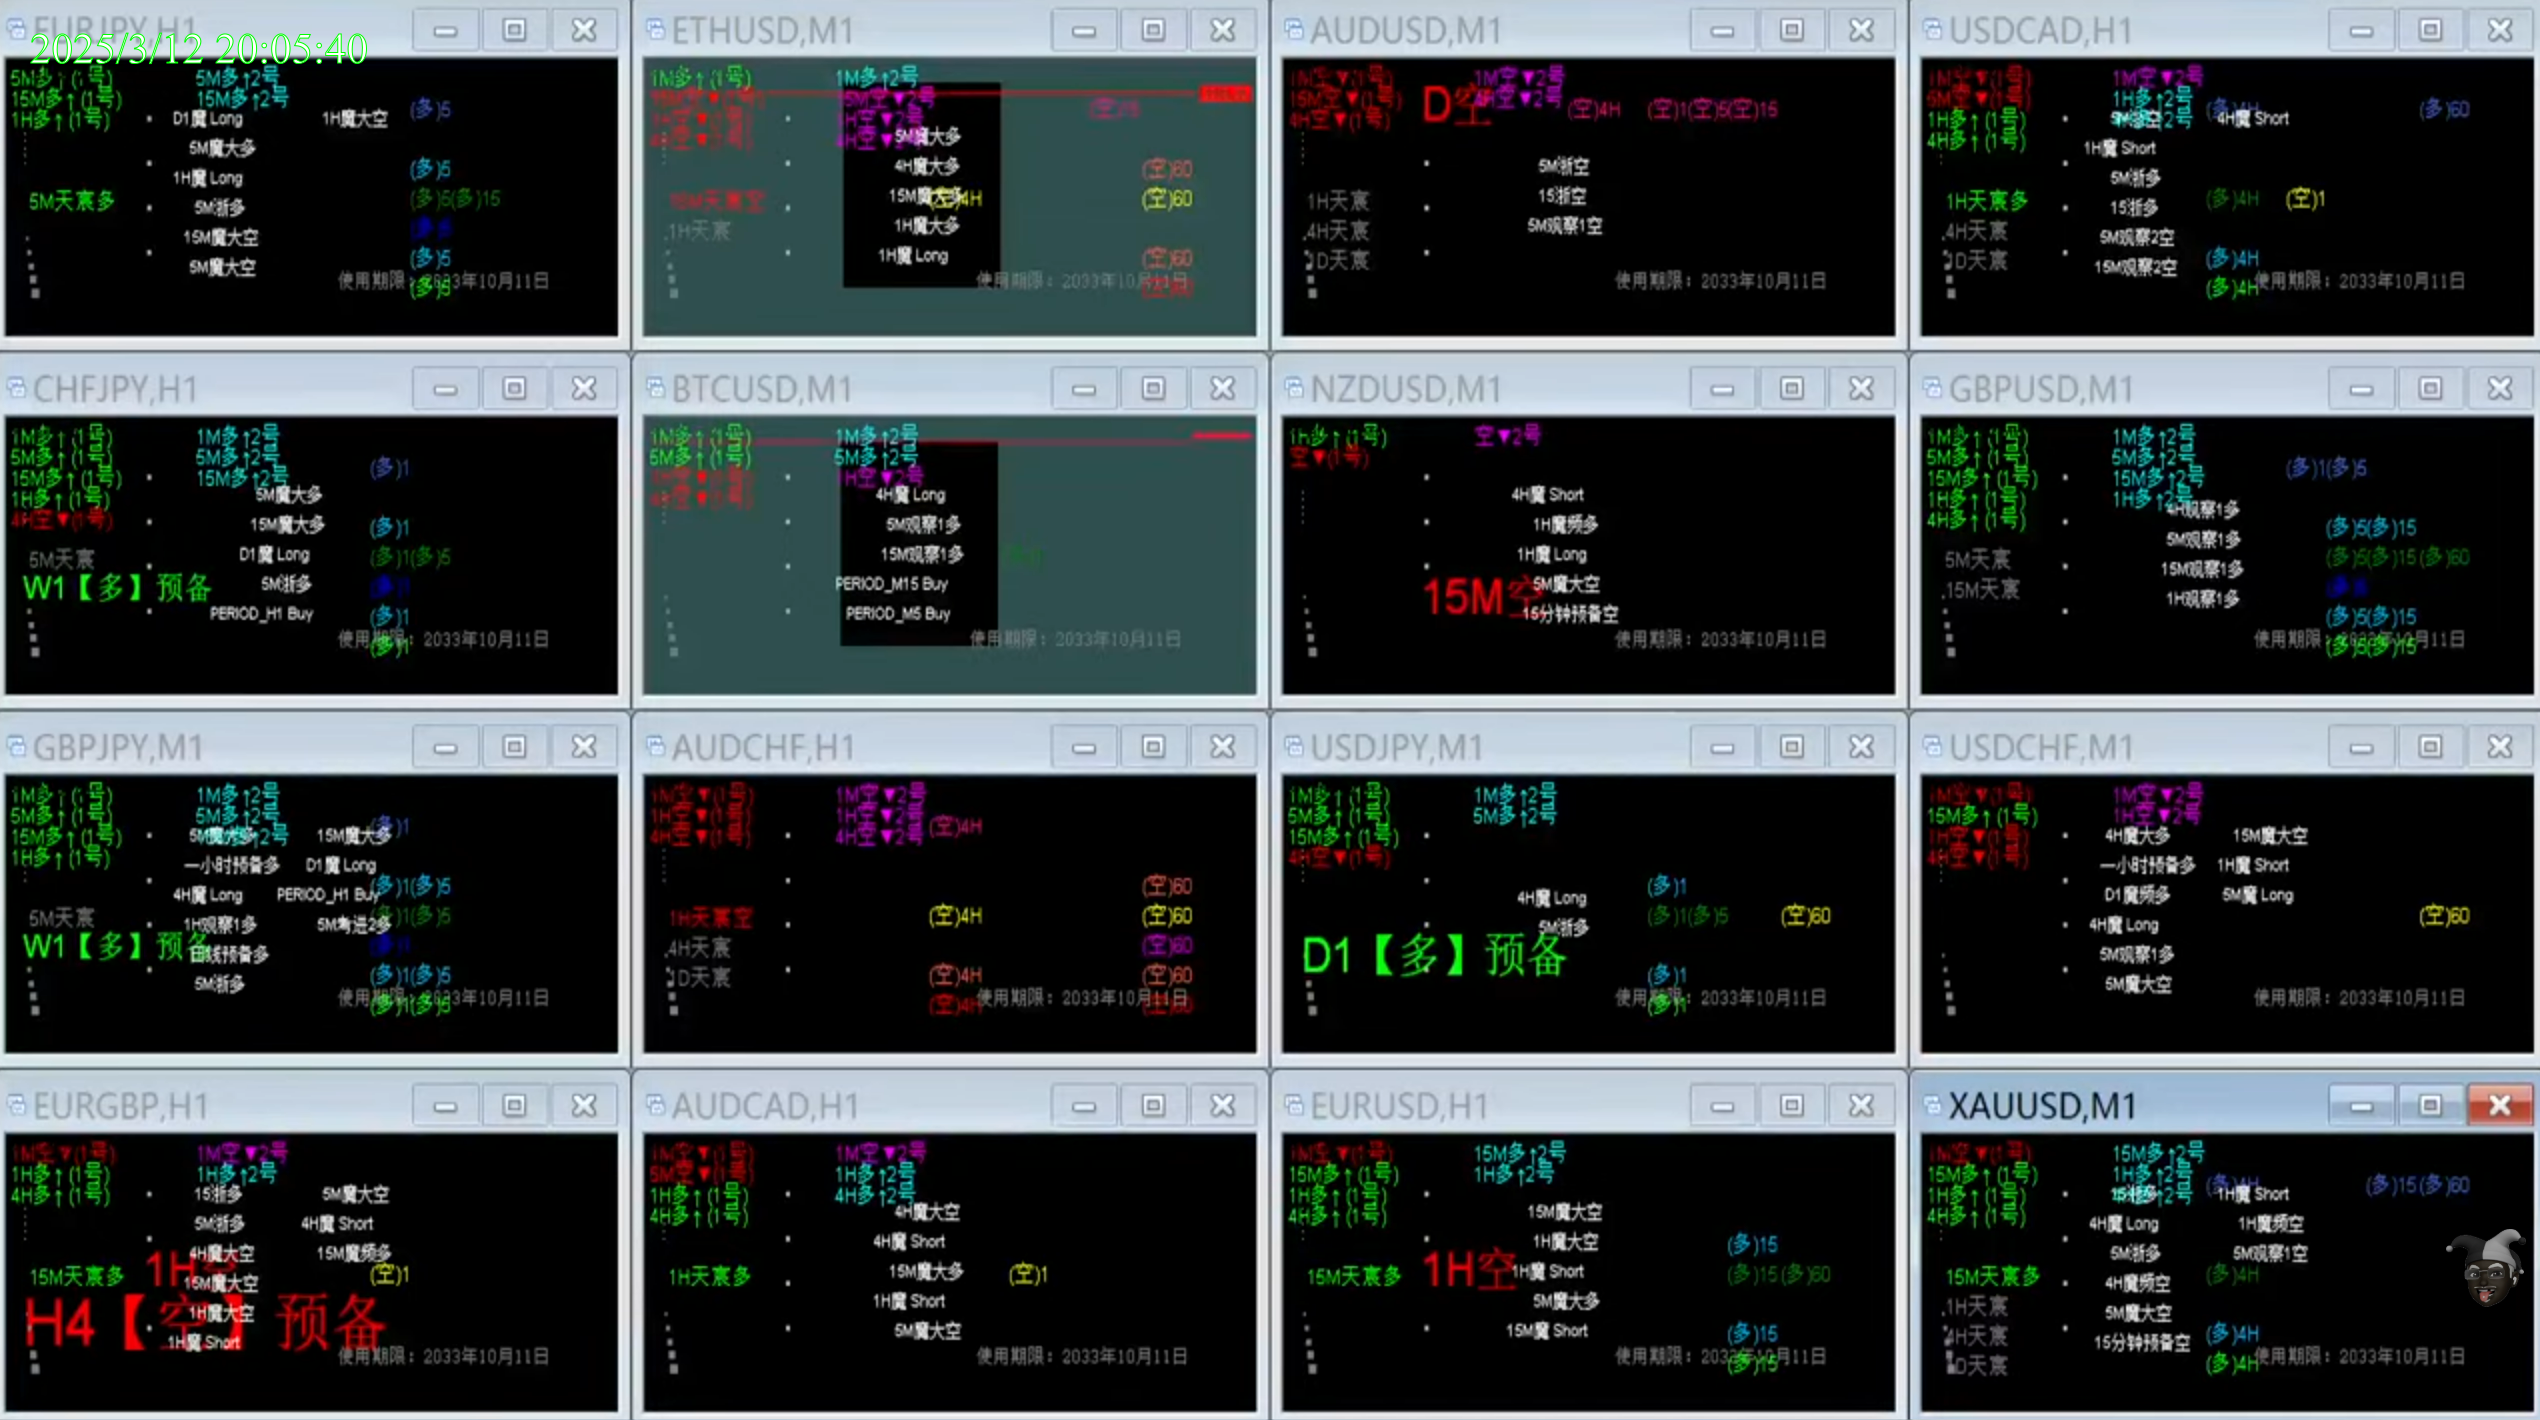 EURJPY,H1
2025/3/12 20:05:40
5M多↑(1号) 5M多↑2号
15M多↑(1号) 15M多↑2号
1H多↑(1号) D1魔 Long 1H魔大空 (多)5
5M魔大多
1H魔 Long (多)5
5M天宸多 5M浙多 (多)5(多)15
15M魔大空
5M魔大空 (多)5
使用期限：2033年10月11日
(多)5
ETHUSD,M1
1M多↑(1号) 1M多↑2号
15M空▼2号
1H空▼2号 (空)15
4H空▼(1号) 4H空▼2号 5M魔大多
4H魔大多 (空)60
15M天宸空 15M魔大多 (空)4H (空)60
1H天宸 1H魔大多
1H魔 Long (空)60
使用期限：2033年10月11日
AUDUSD,M1
1M空▼(1号) 1M空▼2号
15M空▼(1号) D空 4H空▼2号 (空)4H (空)1(空)5(空)15
4H空▼(1号)
5M浙空
1H天宸 15浙空
4H天宸 5M观察1空
1D天宸
使用期限：2033年10月11日
USDCAD,H1
1M空▼(1号) 1M空▼2号
5M空▼(1号) 1H多↑2号 (多)4H (多)60
1H多↑(1号) 4H魔 Short
4H多↑(1号) 1H魔 Short
5M浙多
1H天宸多 15浙多 (多)4H (空)1
4H天宸 5M观察2空
1D天宸 15M观察2空 (多)4H
(多)4H 使用期限：2033年10月11日
CHFJPY,H1
1M多↑(1号) 1M多↑2号
5M多↑(1号) 5M多↑2号 (多)1
15M多↑(1号) 15M多↑2号
1H多↑(1号) 5M魔大多
4H空▼(1号) 15M魔大多 (多)1
5M天宸 D1魔 Long (多)1(多)5
W1【多】预备 5M浙多 (多)1
PERIOD_H1 Buy (多)1
使用期限：2033年10月11日
(多)1
BTCUSD,M1
1M多↑(1号) 1M多↑2号
5M多↑(1号) 5M多↑2号
1H空▼(1号) 1H空▼2号
4H空▼(1号) 4H魔 Long
5M观察1多
15M观察1多
PERIOD_M15 Buy
PERIOD_M5 Buy
使用期限：2033年10月11日
NZDUSD,M1
1H多↑(1号) 空▼2号
空▼(1号)
4H魔 Short
1H魔频多
1H魔 Long
15M空 5M魔大空
15分钟预备空
使用期限：2033年10月11日
GBPUSD,M1
1M多↑(1号) 1M多↑2号
5M多↑(1号) 5M多↑2号 (多)1(多)5
15M多↑(1号) 15M多↑2号
1H多↑(1号) 1H多↑2号
4H多↑(1号) 4H观察1多 (多)5(多)15
5M天宸 5M观察1多 (多)5(多)15(多)60
15M天宸 15M观察1多
1H观察1多 (多)5(多)15
使用期限：2033年10月11日
(多)5(多)15
GBPJPY,M1
1M多↑(1号) 1M多↑2号
5M多↑(1号) 5M多↑2号 (多)1
15M多↑(1号) 15M多↑2号 5M魔大多 15M魔大多
1H多↑(1号) 一小时预备多 D1魔 Long
4H魔 Long PERIOD_H1 Buy (多)1(多)5
5M天宸 1H观察1多 5M考进2多 (多)1(多)5
W1【多】预备 日线预备多
5M浙多 (多)1(多)5
使用期限：2033年10月11日
(多)1(多)5
AUDCHF,H1
1M空▼(1号) 1M空▼2号
1H空▼(1号) 1H空▼2号
4H空▼(1号) 4H空▼2号 (空)4H
(空)60
1H天宸空 (空)4H (空)60
4H天宸 (空)60
1D天宸 (空)4H (空)60
(空)4H 使用期限：2033年10月11日
USDJPY,M1
1M多↑(1号) 1M多↑2号
5M多↑(1号) 5M多↑2号
15M多↑(1号)
4H空▼(1号)
4H魔 Long (多)1
5M浙多 (多)1(多)5 (空)60
D1【多】预备
(多)1
使用期限：2033年10月11日
(多)1
USDCHF,M1
1M空▼(1号) 1M空▼2号
15M多↑(1号) 1H空▼2号
1H空▼(1号) 4H魔大多 15M魔大空
4H空▼(1号) 一小时预备多 1H魔 Short
D1魔频多 5M魔 Long
4H魔 Long (空)60
5M观察1多
5M魔大空
使用期限：2033年10月11日
EURGBP,H1
1M空▼(1号) 1M空▼2号
1H多↑(1号) 1H多↑2号
4H多↑(1号) 15浙多 5M魔大空
5M浙多 4H魔 Short
4H魔大空 15M魔频多
15M天宸多 1H空 15M魔大空 (空)1
H4【空】预备 1H魔大空
1H魔 Short
使用期限：2033年10月11日
AUDCAD,H1
1M空▼(1号) 1M空▼2号
5M空▼(1号) 1H多↑2号
1H多↑(1号) 4H多↑2号
4H多↑(1号) 4H魔大空
4H魔 Short
1H天宸多 15M魔大多 (空)1
1H魔 Short
5M魔大空
使用期限：2033年10月11日
EURUSD,H1
1M空▼(1号) 15M多↑2号
15M多↑(1号) 1H多↑2号
1H多↑(1号)
4H多↑(1号) 15M魔大空
1H魔大空 (多)15
15M天宸多 1H空 1H魔 Short (多)15(多)60
5M魔大多
15M魔 Short (多)15
使用期限：2033年10月11日
(多)15
XAUUSD,M1
1M空▼(1号) 15M多↑2号
15M多↑(1号) 1H多↑2号 (多)4H (多)15(多)60
1H多↑(1号) 15浙多 1H魔 Short
4H多↑(1号) 4H魔 Long 1H魔频空
5M浙多 5M观察1空
15M天宸多 4H魔频空 (多)4H
1H天宸 5M魔大空
4H天宸 15分钟预备空 (多)4H
1D天宸 (多)4H 使用期限：2033年10月11日